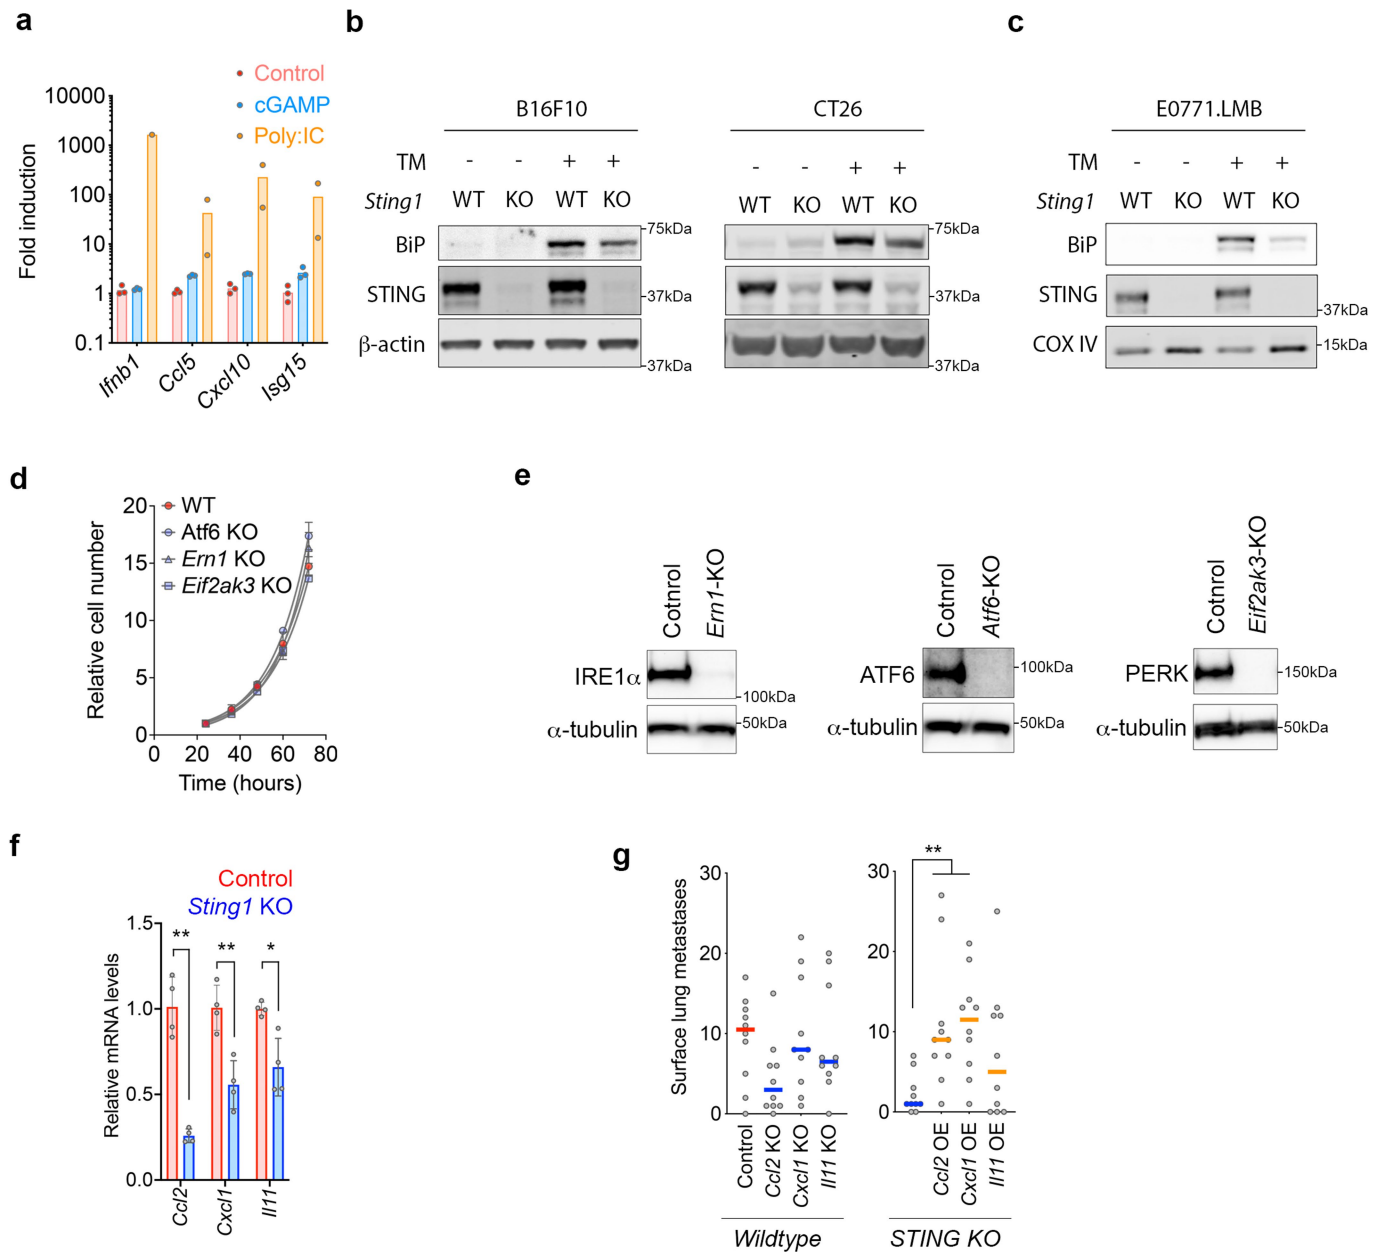 a
Control
cGAMP
Poly:IC
Fold induction
10000
1000
100
10
1
0.1
Ifnb1
Ccl5
Cxcl10
Isg15
b
B16F10
TM - - + +
Sting1 WT KO WT KO
BiP
75kDa
STING
37kDa
β-actin
37kDa
CT26
- - + +
WT KO WT KO
75kDa
37kDa
37kDa
c
E0771.LMB
TM - - + +
Sting1 WT KO WT KO
BiP
STING
37kDa
COX IV
15kDa
d
Relative cell number
20
15
10
5
0
WT
Atf6 KO
Ern1 KO
Eif2ak3 KO
0 20 40 60 80
Time (hours)
e
Cotnrol
Ern1-KO
IRE1α
100kDa
α-tubulin
50kDa
Cotnrol
Atf6-KO
ATF6
100kDa
α-tubulin
50kDa
Cotnrol
Eif2ak3-KO
PERK
150kDa
α-tubulin
50kDa
f
Control
Sting1 KO
Relative mRNA levels
1.5
1.0
0.5
0.0
** ** *
Ccl2
Cxcl1
Il11
g
Surface lung metastases
30
20
10
0
Control
Ccl2 KO
Cxcl1 KO
Il11 KO
Wildtype
**
30
20
10
0
Ccl2 OE
Cxcl1 OE
Il11 OE
STING KO